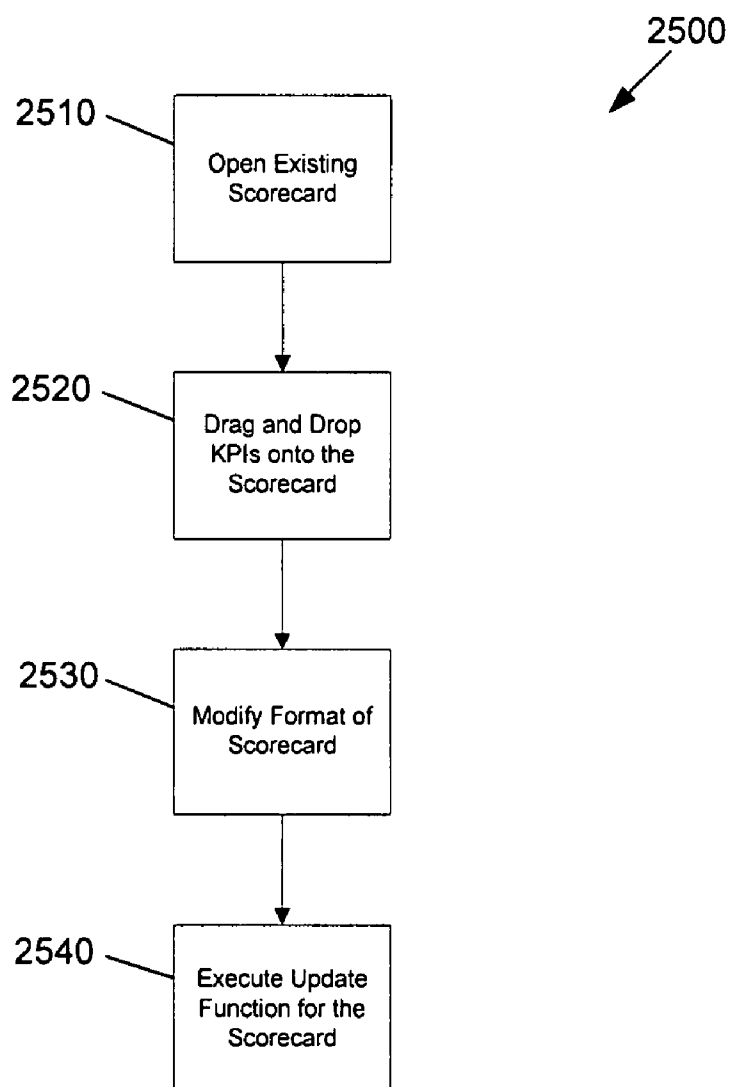 2500
2510
Open Existing
Scorecard
2520
Drag and Drop
KPIs onto the
Scorecard
2530
Modify Format of
Scorecard
2540
Execute Update
Function for the
Scorecard